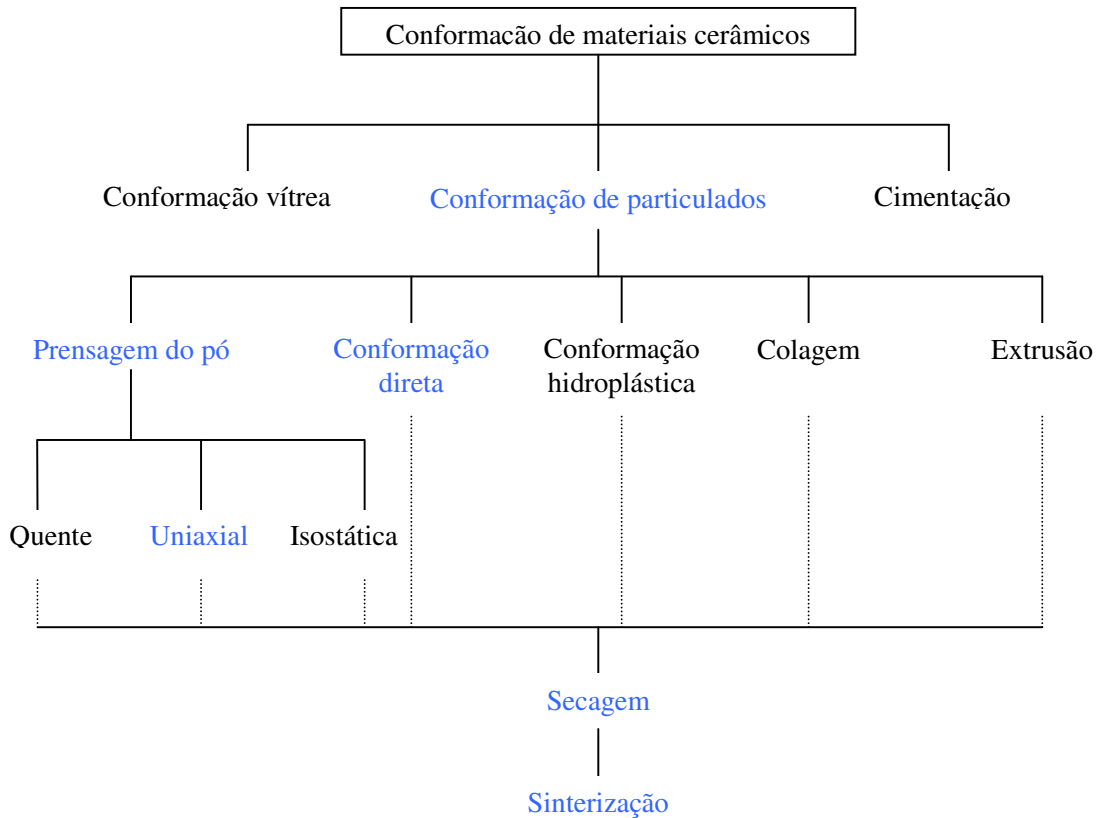 Conformação de materiais cerâmicos
Conformação vítrea
Conformação de particulados
Cimentação
Prensagem do pó
Conformação
direta
Conformação
hidroplástica
Colagem
Extrusão
Quente
Uniaxial
Isostática
Secagem
Sinterização